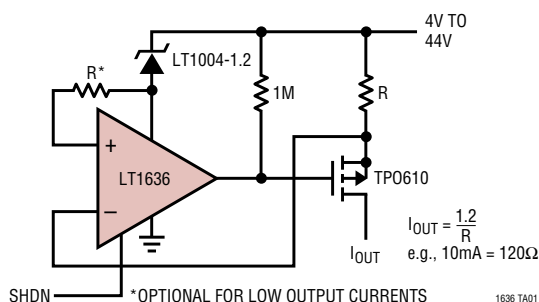 4V TO
44V
LT1004-1.2
R*
1M
R
+
LT1636
TPO610
–
IOUT = 1.2
R
e.g., 10mA = 120Ω
IOUT
SHDN
*OPTIONAL FOR LOW OUTPUT CURRENTS
1636 TA01